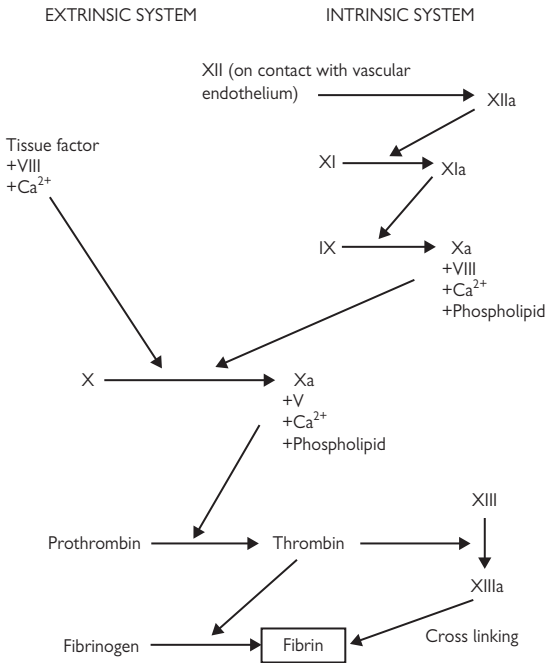 EXTRINSIC SYSTEM
INTRINSIC SYSTEM
XII (on contact with vascular
endothelium)
XIIa
Tissue factor
+VIII
+Ca²⁺
XI
XIa
IX
Xa
+VIII
+Ca²⁺
+Phospholipid
X
Xa
+V
+Ca²⁺
+Phospholipid
XIII
Prothrombin
Thrombin
XIIIa
Cross linking
Fibrinogen
Fibrin